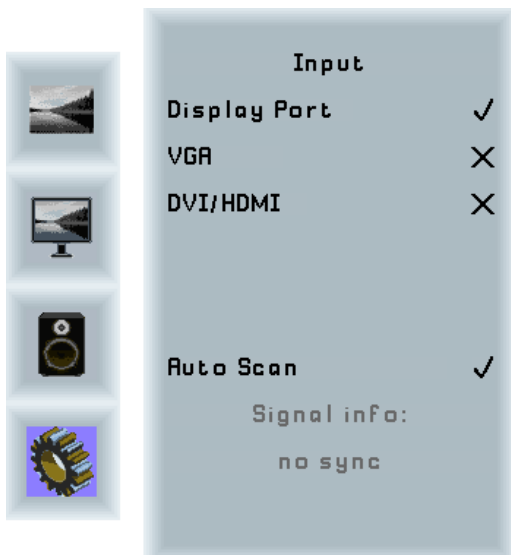 Input
Display Port
VGA
DVI/HDMI
Auto Scan
Signal info:
no sync